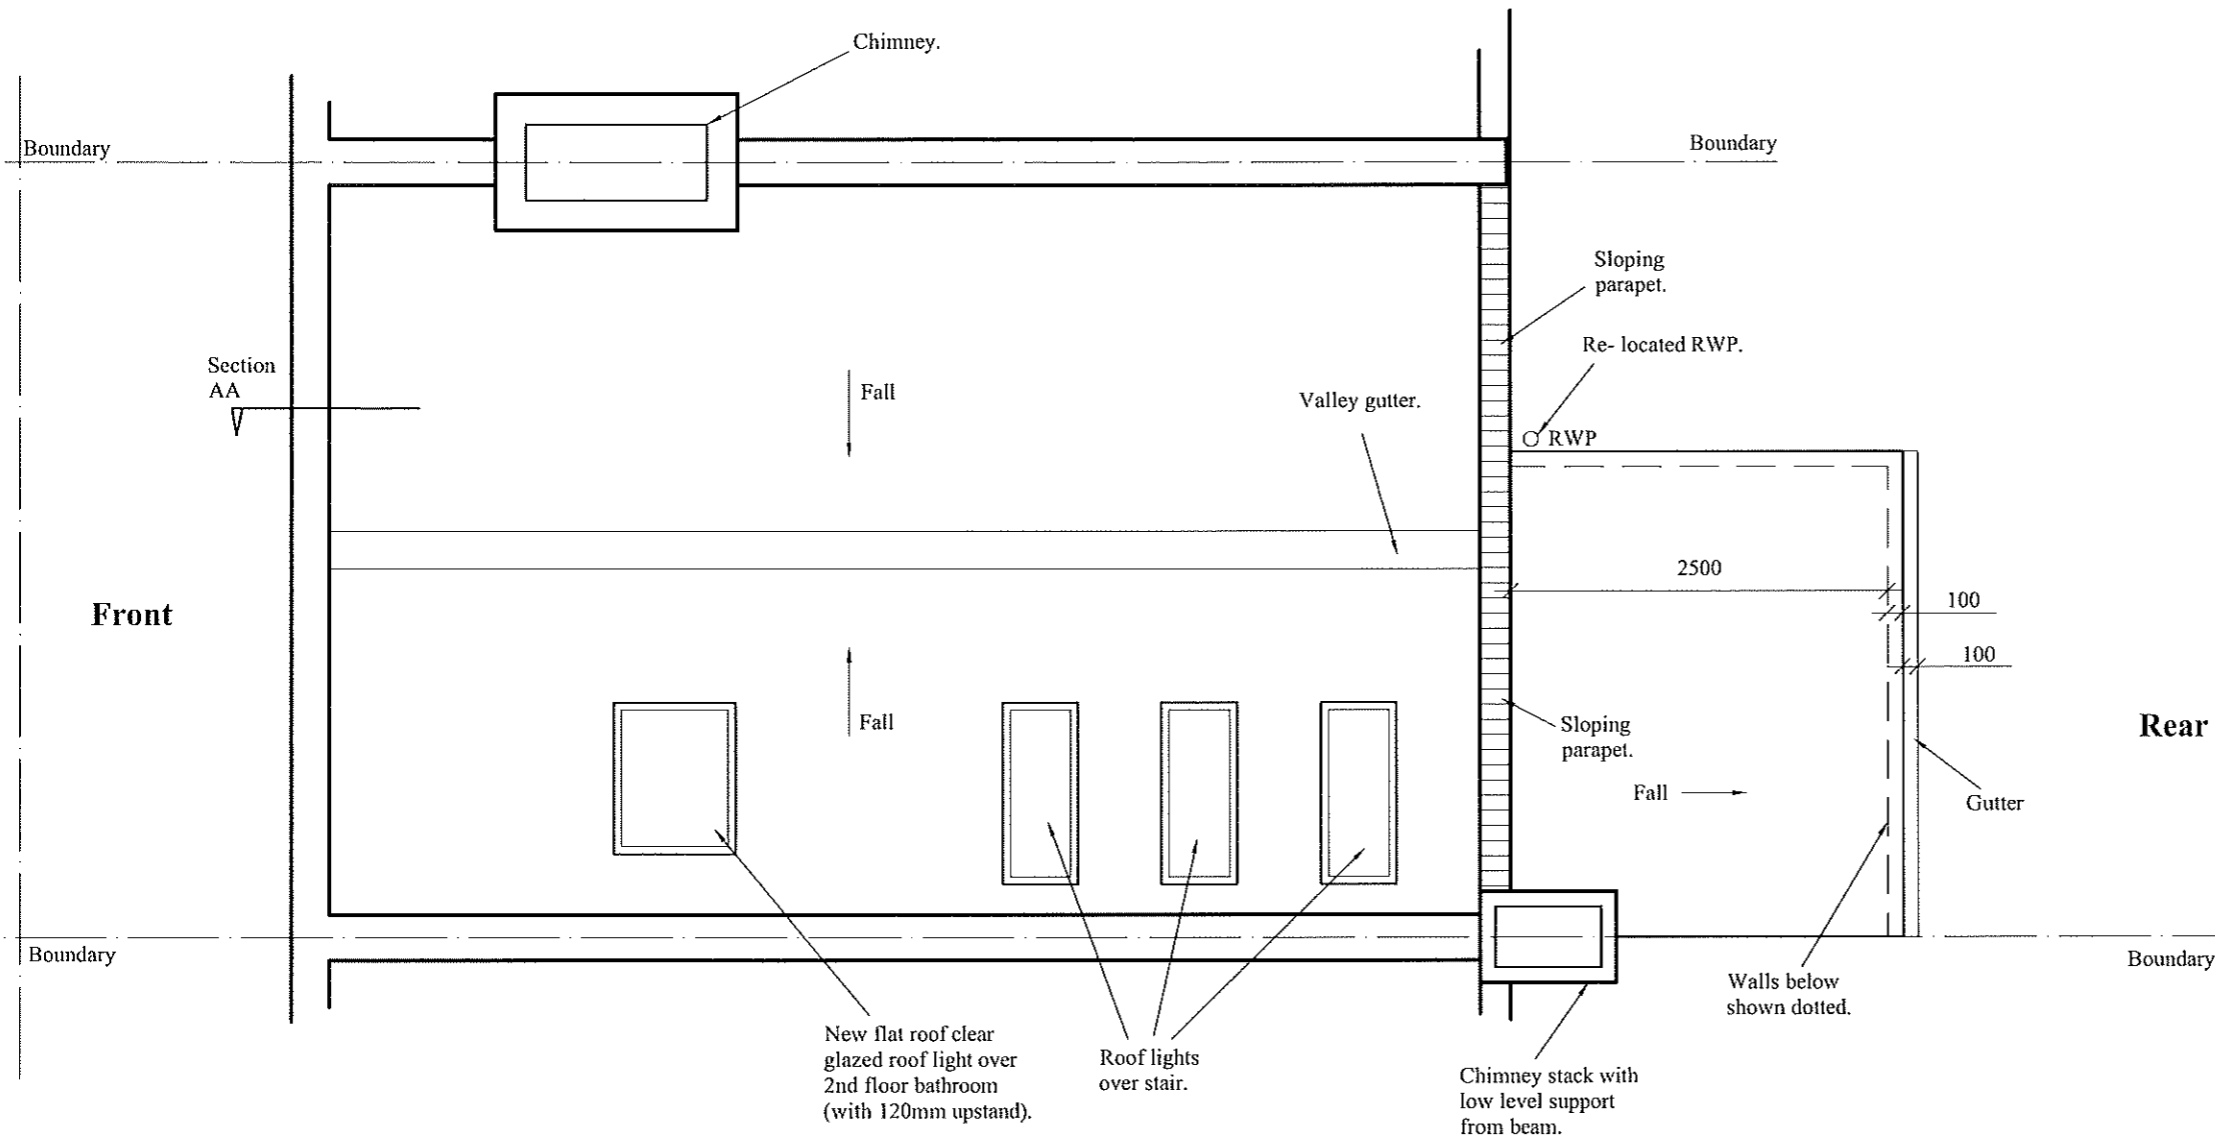 Chimney.
Boundary
Boundary
Sloping
parapet.
Re- located RWP.
Section
AA
Fall
Valley gutter.
RWP
2500
100
Front
100
Fall
Sloping
parapet.
Rear
Fall
Gutter
Boundary
Boundary
Walls below
shown dotted.
New flat roof clear
glazed roof light over
2nd floor bathroom
(with 120mm upstand).
Roof lights
over stair.
Chimney stack with
low level support
from beam.